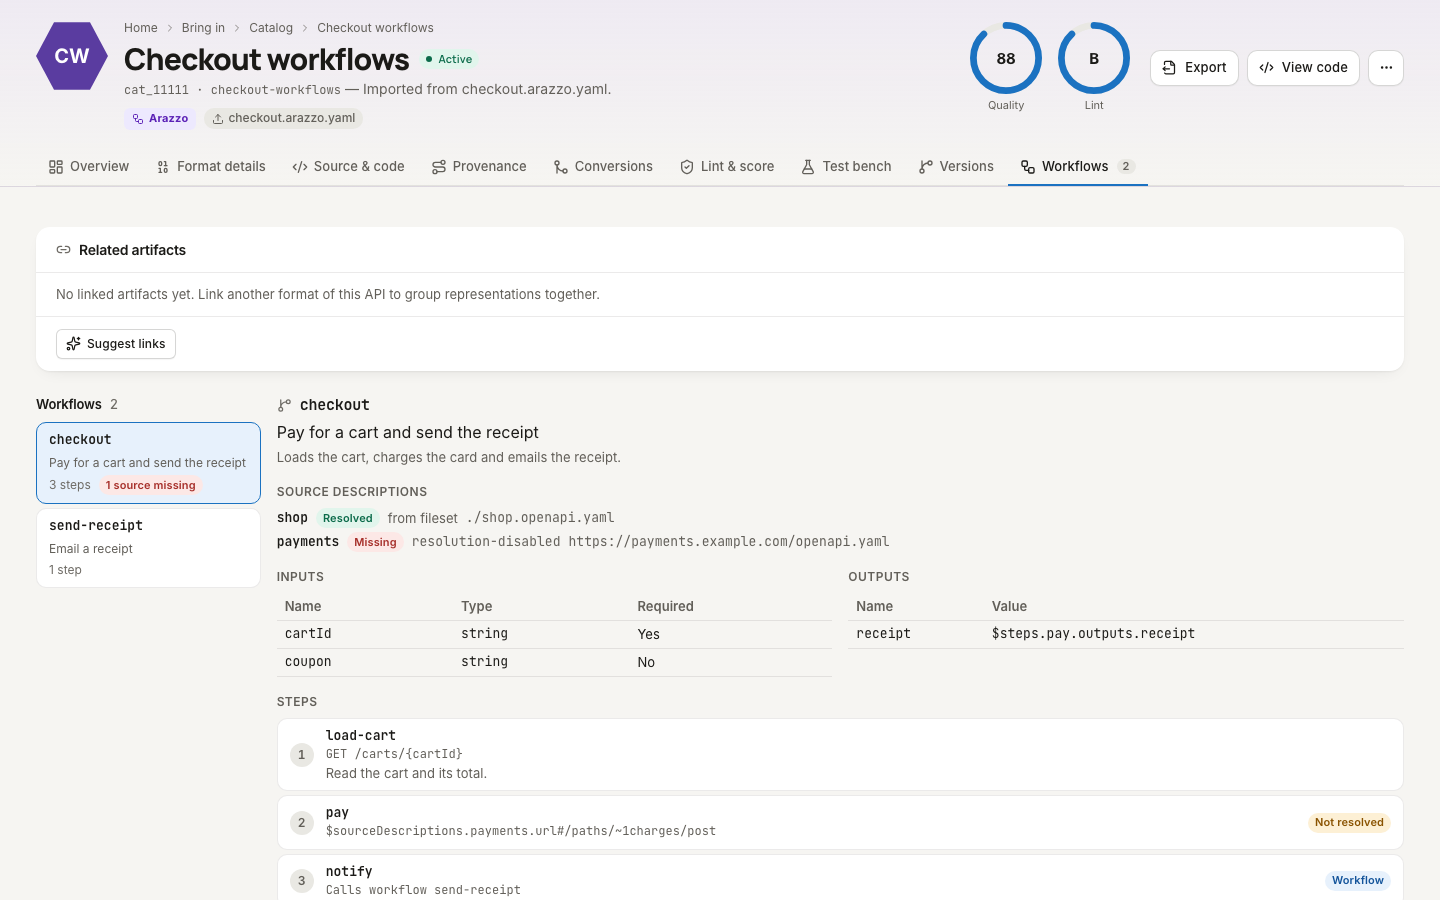 CW
Home > Bring in > Catalog > Checkout workflows
Checkout workflows
Active
cat_11111 · checkout-workflows — Imported from checkout.arazzo.yaml.
Arazzo
checkout.arazzo.yaml
88
Quality
B
Lint
Export
View code
Overview
Format details
Source & code
Provenance
Conversions
Lint & score
Test bench
Versions
Workflows 2
Related artifacts
No linked artifacts yet. Link another format of this API to group representations together.
Suggest links
Workflows 2
checkout
Pay for a cart and send the receipt
3 steps 1 source missing
send-receipt
Email a receipt
1 step
checkout
Pay for a cart and send the receipt
Loads the cart, charges the card and emails the receipt.
SOURCE DESCRIPTIONS
shop Resolved from fileset ./shop.openapi.yaml
payments Missing resolution-disabled https://payments.example.com/openapi.yaml
INPUTS
Name Type Required
cartId string Yes
coupon string No
OUTPUTS
Name Value
receipt $steps.pay.outputs.receipt
STEPS
1
load-cart
GET /carts/{cartId}
Read the cart and its total.
2
pay
$sourceDescriptions.payments.url#/paths/~1charges/post
Not resolved
3
notify
Calls workflow send-receipt
Workflow